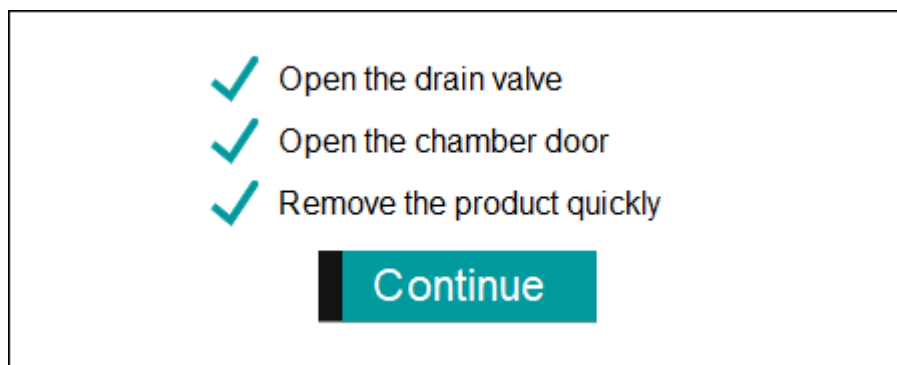 Open the drain valve
Open the chamber door
Remove the product quickly
Continue